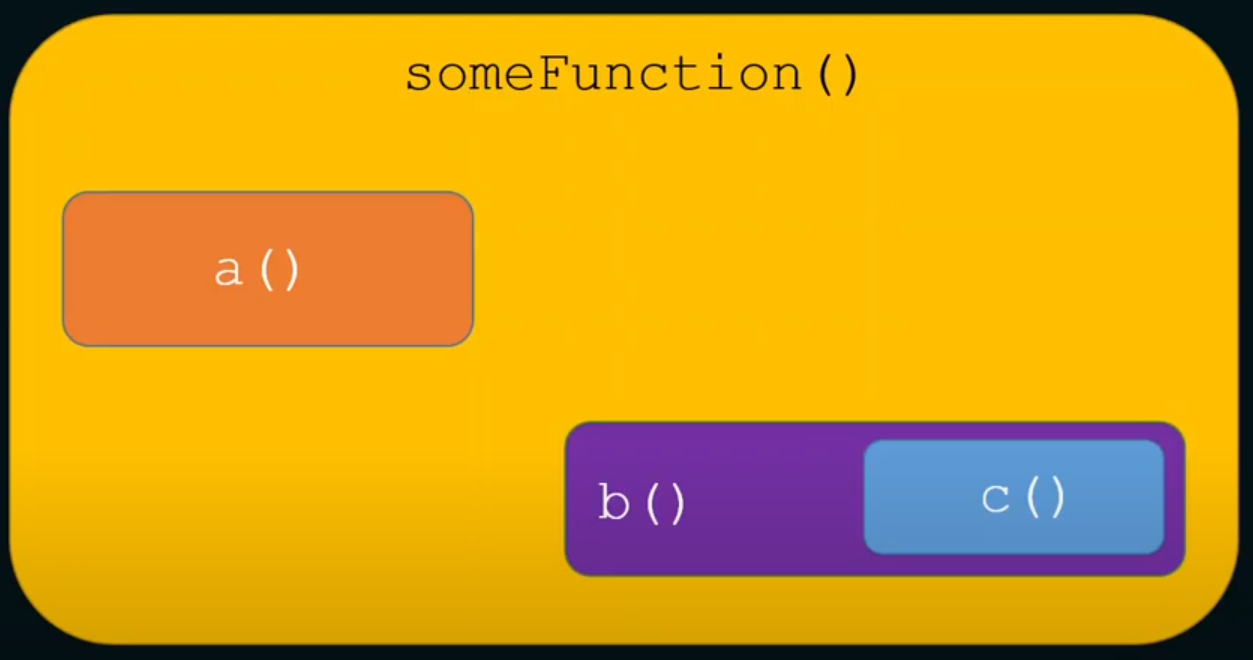 someFunction()
a()
b()
c()